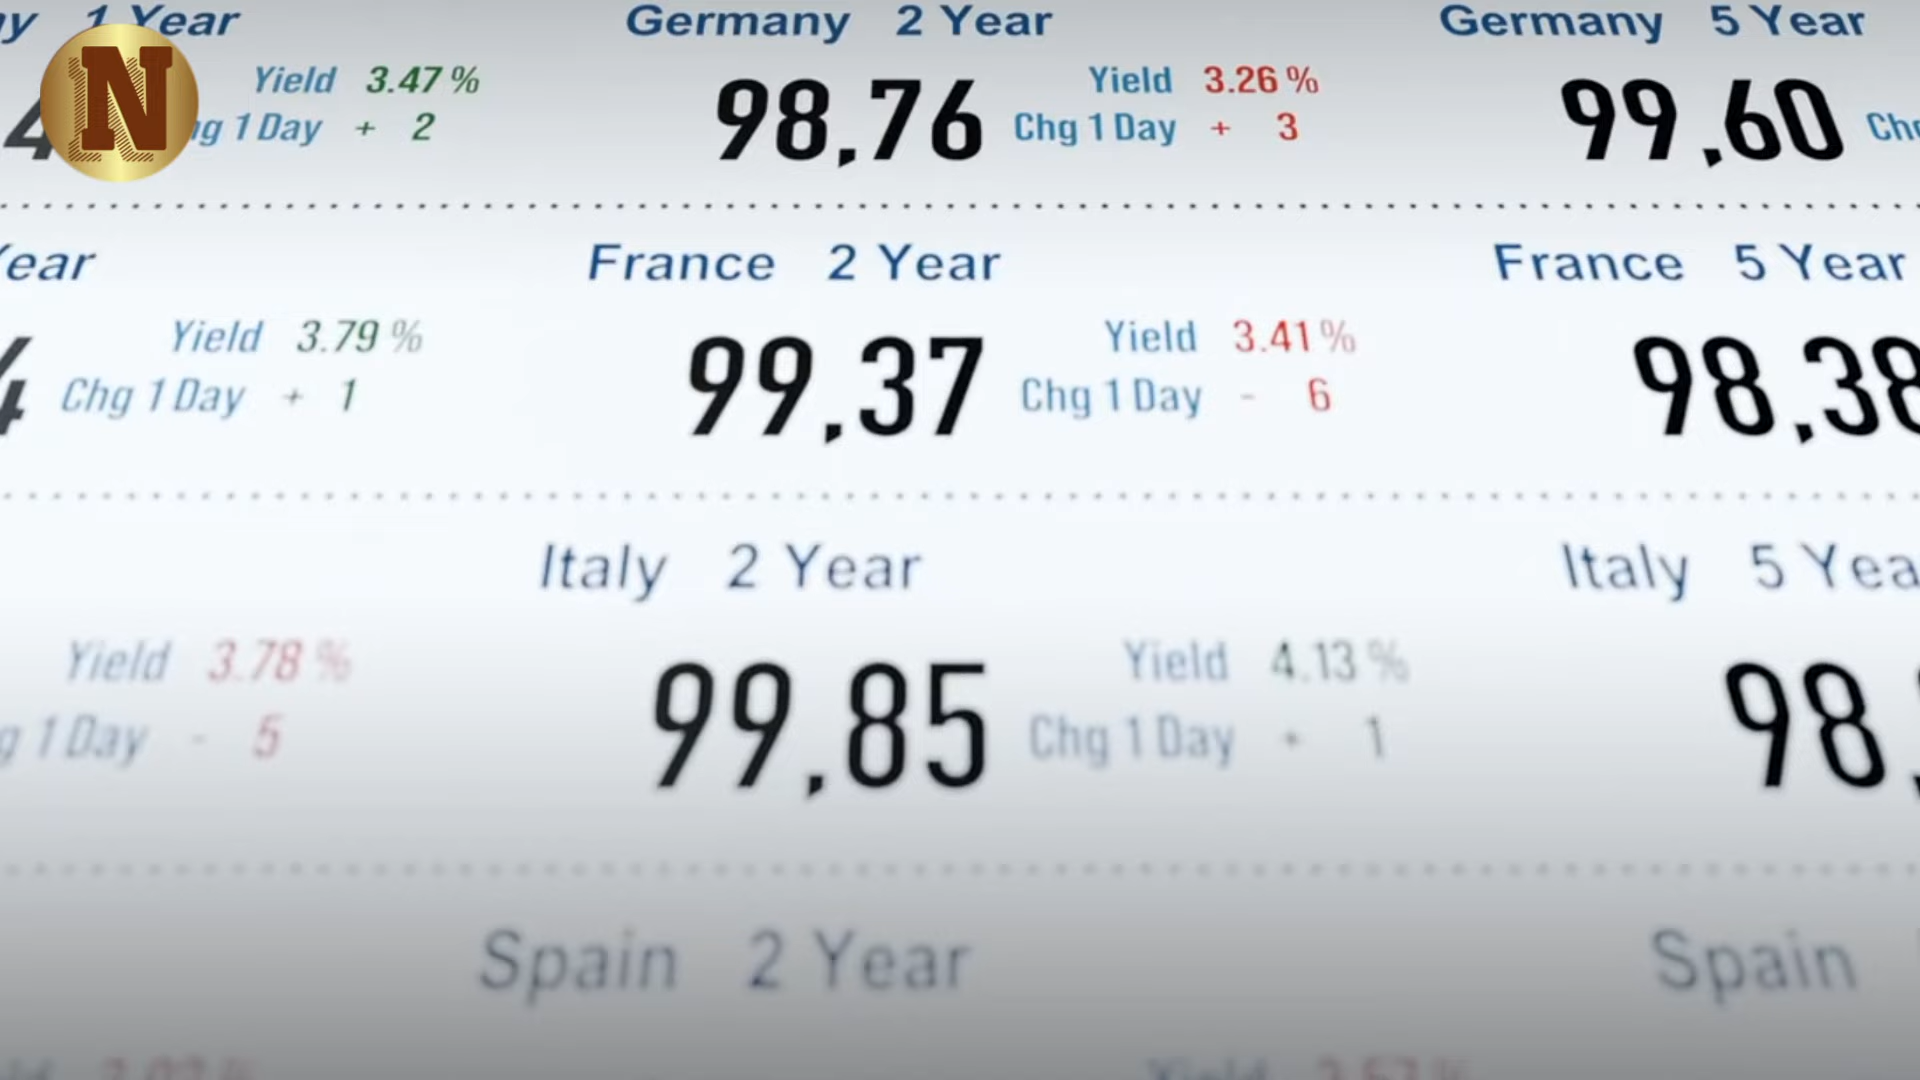 1 Year Germany 2 Year Germany 5 Year
N
Yield 3.47 % 98.76 Yield 3.26 % 99.60
1 Day + 2 Chg 1 Day + 3
Year France 2 Year France 5 Year
Yield 3.79 % 99.37 Yield 3.41 % 98.38
Chg 1 Day + 1 Chg 1 Day - 6
Italy 2 Year Italy 5 Yea
Yield 3.78 % 99.85 Yield 4.13 % 98.
1 Day - 5 Chg 1 Day + 1
Spain 2 Year Spain